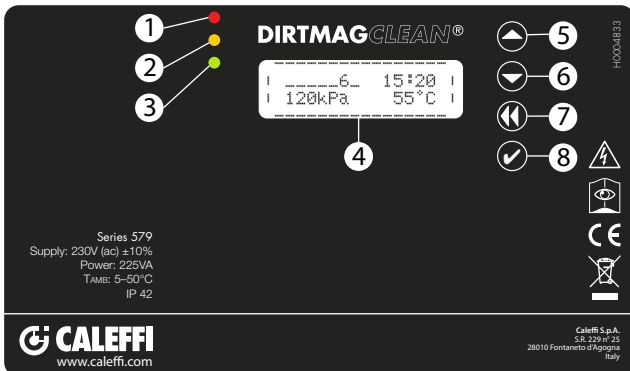 1
2
3
DIRTMAGCLEAN®
_____6_ 15:20
120kPa 55°C
4
5
6
7
8
H0004833
Series 579
Supply: 230V (ac) ±10%
Power: 225VA
TAMB: 5–50°C
IP 42
CE
CALEFFI
www.caleffi.com
Caleffi S.p.A.
S.R. 229 n° 25
28010 Fontaneto d'Agogna
Italy